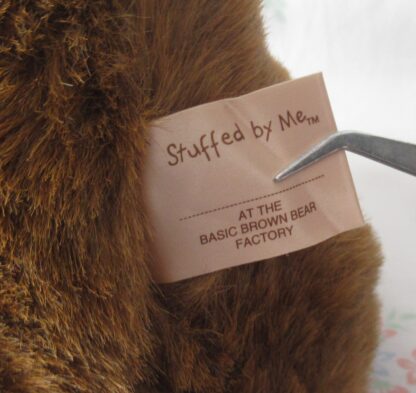 Stuffed by Me™
AT THE
BASIC BROWN BEAR
FACTORY